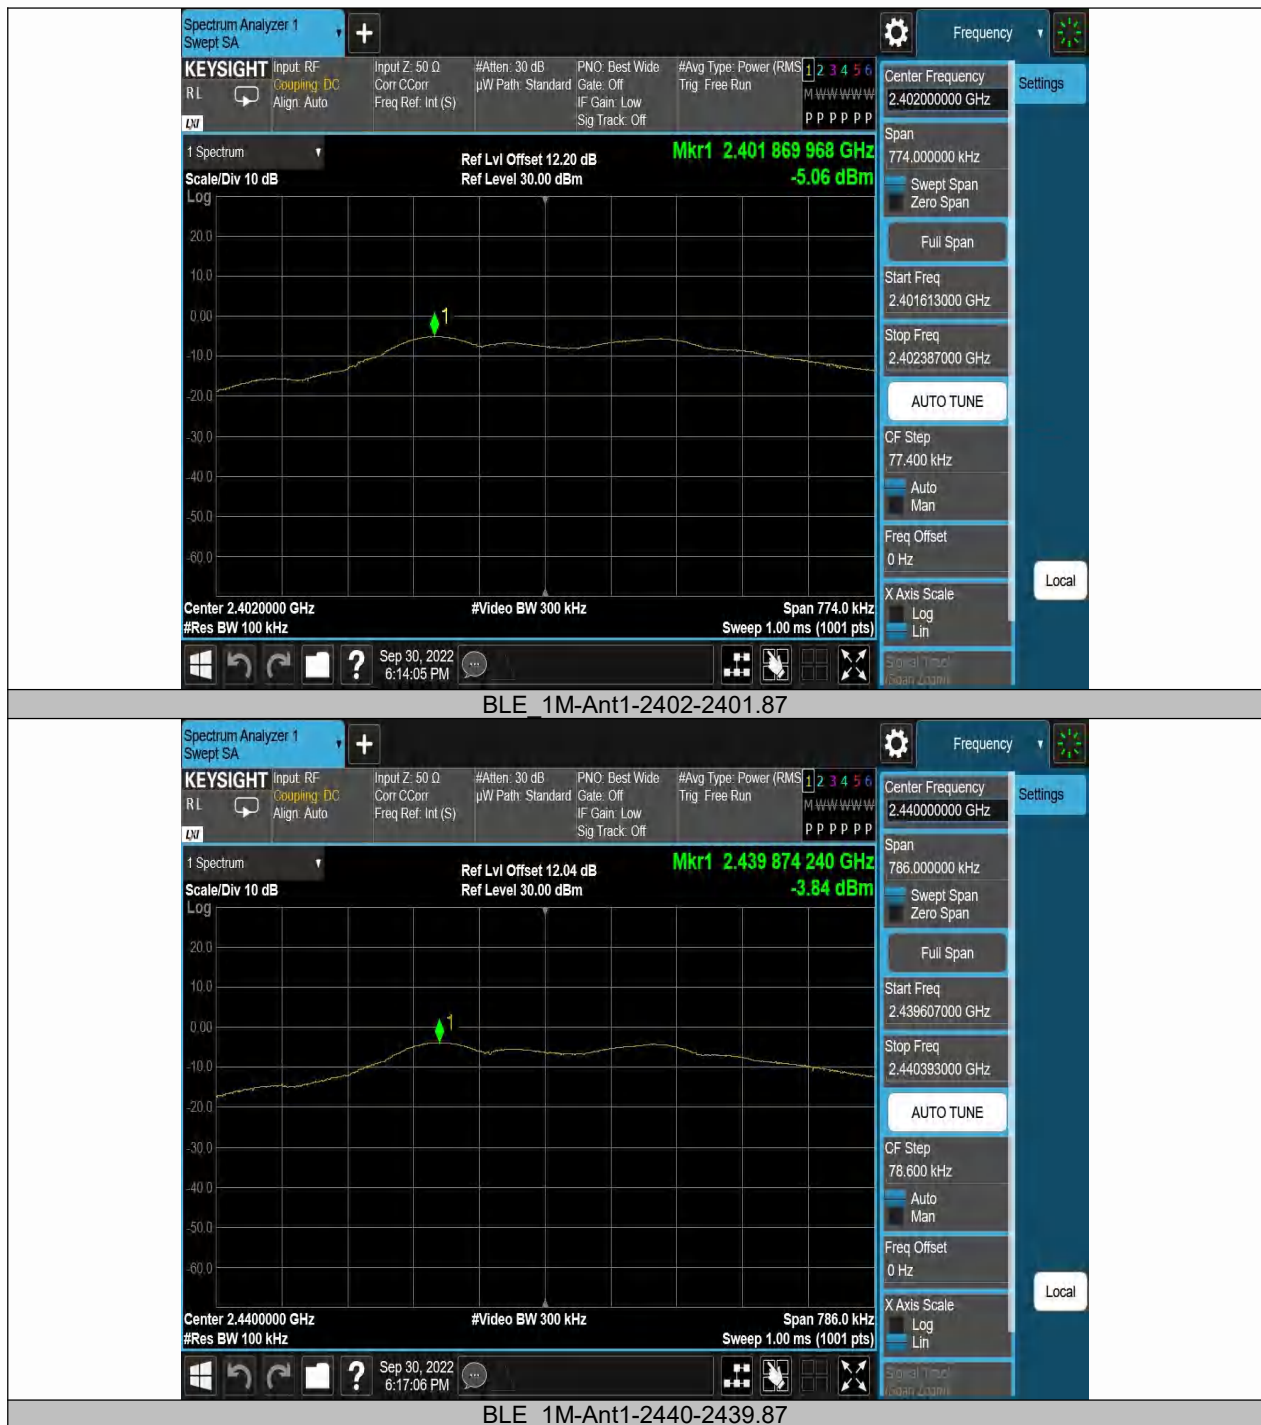 Spectrum Analyzer 1
Swept SA
Frequency
KEYSIGHT
RL
LXI
Input: RF
Coupling: DC
Align: Auto
Input Z: 50 Ω
Corr CCorr
Freq Ref: Int (S)
#Atten: 30 dB
µW Path: Standard
PNO: Best Wide
Gate: Off
IF Gain: Low
Sig Track: Off
#Avg Type: Power (RMS
Trig: Free Run
1 2 3 4 5 6
M W W W W W
P P P P P P
Center Frequency
2.402000000 GHz
Settings
1 Spectrum
Scale/Div 10 dB
Ref Lvl Offset 12.20 dB
Ref Level 30.00 dBm
Mkr1 2.401 869 968 GHz
-5.06 dBm
Log
20.0
10.0
0.00
-10.0
-20.0
-30.0
-40.0
-50.0
-60.0
1
Span
774.000000 kHz
Swept Span
Zero Span
Full Span
Start Freq
2.401613000 GHz
Stop Freq
2.402387000 GHz
AUTO TUNE
CF Step
77.400 kHz
Auto
Man
Freq Offset
0 Hz
X Axis Scale
Log
Lin
Local
Center 2.4020000 GHz
#Video BW 300 kHz
Span 774.0 kHz
#Res BW 100 kHz
Sweep 1.00 ms (1001 pts)
?
Sep 30, 2022
6:14:05 PM
Signal Track
(Span Zoom)
BLE_1M-Ant1-2402-2401.87
Spectrum Analyzer 1
Swept SA
Frequency
KEYSIGHT
RL
LXI
Input: RF
Coupling: DC
Align: Auto
Input Z: 50 Ω
Corr CCorr
Freq Ref: Int (S)
#Atten: 30 dB
µW Path: Standard
PNO: Best Wide
Gate: Off
IF Gain: Low
Sig Track: Off
#Avg Type: Power (RMS
Trig: Free Run
1 2 3 4 5 6
M W W W W W
P P P P P P
Center Frequency
2.440000000 GHz
Settings
1 Spectrum
Scale/Div 10 dB
Ref Lvl Offset 12.04 dB
Ref Level 30.00 dBm
Mkr1 2.439 874 240 GHz
-3.84 dBm
Log
20.0
10.0
0.00
-10.0
-20.0
-30.0
-40.0
-50.0
-60.0
1
Span
786.000000 kHz
Swept Span
Zero Span
Full Span
Start Freq
2.439607000 GHz
Stop Freq
2.440393000 GHz
AUTO TUNE
CF Step
78.600 kHz
Auto
Man
Freq Offset
0 Hz
X Axis Scale
Log
Lin
Local
Center 2.4400000 GHz
#Video BW 300 kHz
Span 786.0 kHz
#Res BW 100 kHz
Sweep 1.00 ms (1001 pts)
?
Sep 30, 2022
6:17:06 PM
Signal Track
(Span Zoom)
BLE_1M-Ant1-2440-2439.87